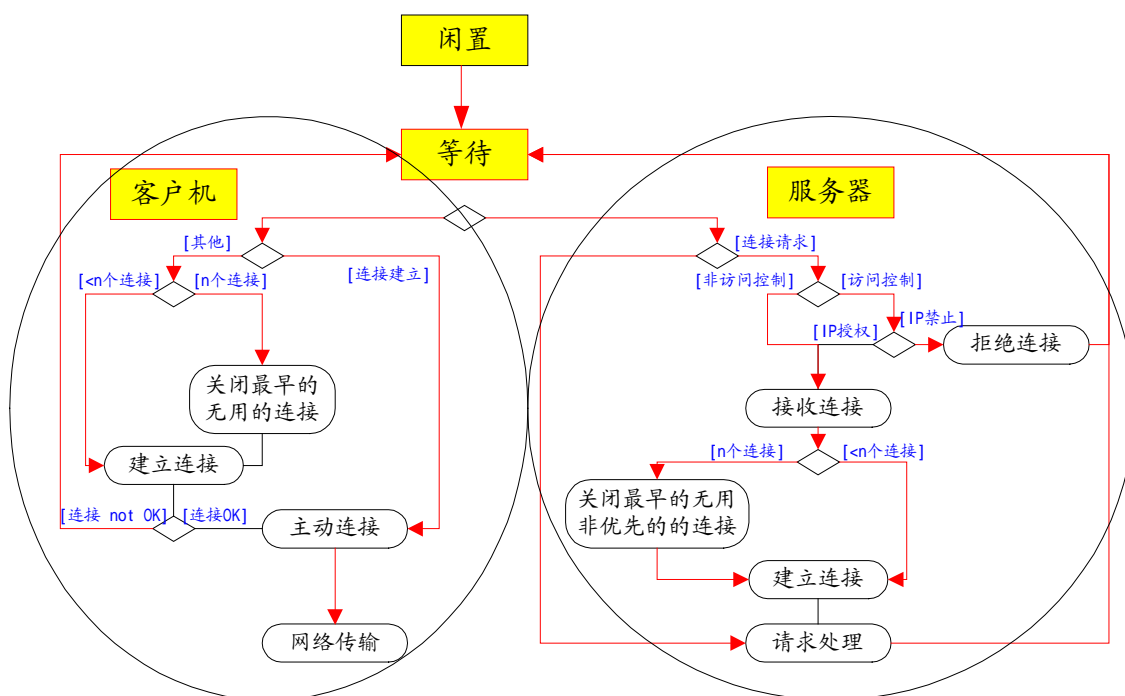 闲置
等待
客户机
服务器
[其他]
[连接请求]
[连接建立]
[<n个连接]
[n个连接]
[非访问控制]
[访问控制]
[IP授权]
[IP禁止]
拒绝连接
关闭最早的
无用的连接
接收连接
建立连接
[n个连接]
[<n个连接]
关闭最早的无用
非优先的的连接
[连接 not OK]
[连接OK]
主动连接
建立连接
网络传输
请求处理